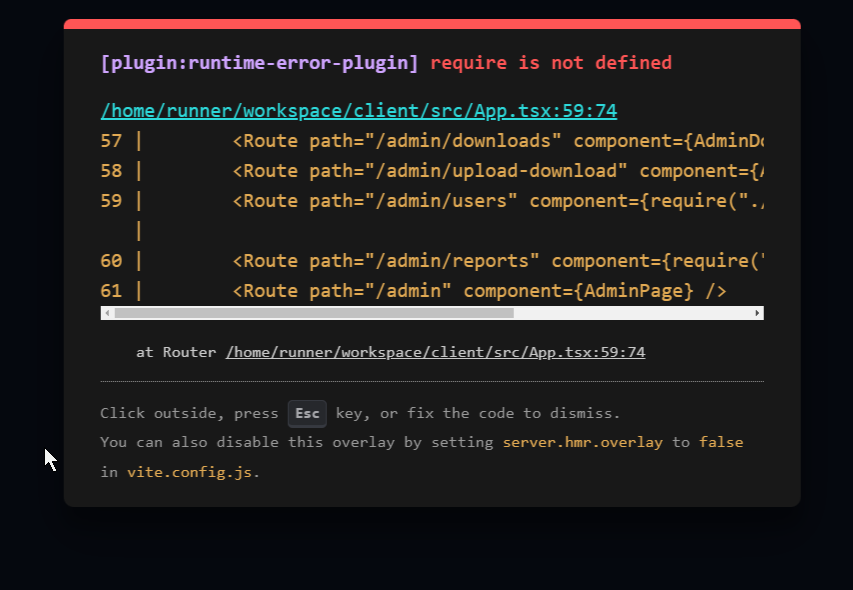 [plugin:runtime-error-plugin] require is not defined
/home/runner/workspace/client/src/App.tsx:59:74
57 |        <Route path="/admin/downloads" component={AdminDo
58 |        <Route path="/admin/upload-download" component={A
59 |        <Route path="/admin/users" component={require("./
   |
60 |        <Route path="/admin/reports" component={require("
61 |        <Route path="/admin" component={AdminPage} />
at Router /home/runner/workspace/client/src/App.tsx:59:74
Click outside, press Esc key, or fix the code to dismiss.
You can also disable this overlay by setting server.hmr.overlay to false
in vite.config.js.